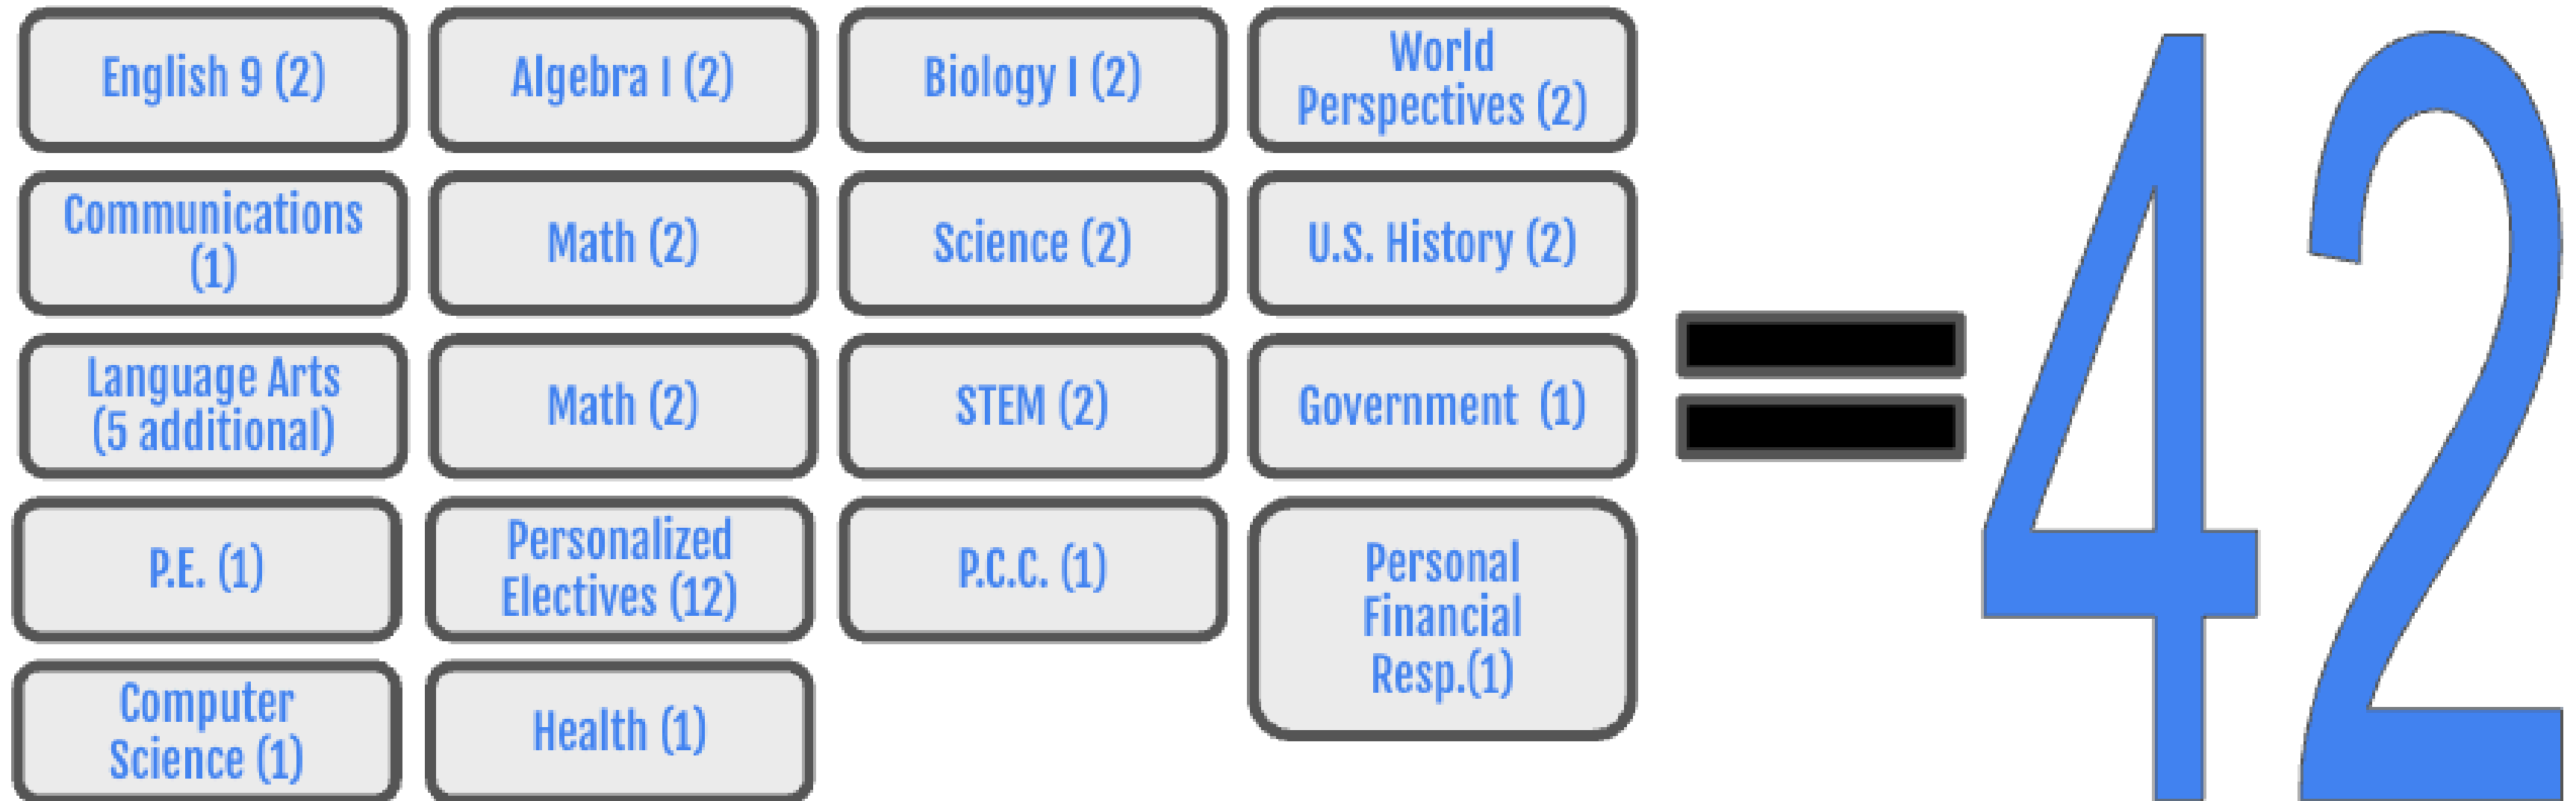 English 9 (2)
Algebra I (2)
Biology I (2)
World
Perspectives (2)
Communications
(1)
Math (2)
Science (2)
U.S. History (2)
Language Arts
(5 additional)
Math (2)
STEM (2)
Government (1)
P.E. (1)
Personalized
Electives (12)
P.C.C. (1)
Personal
Financial
Resp.(1)
Computer
Science (1)
Health (1)
= 42